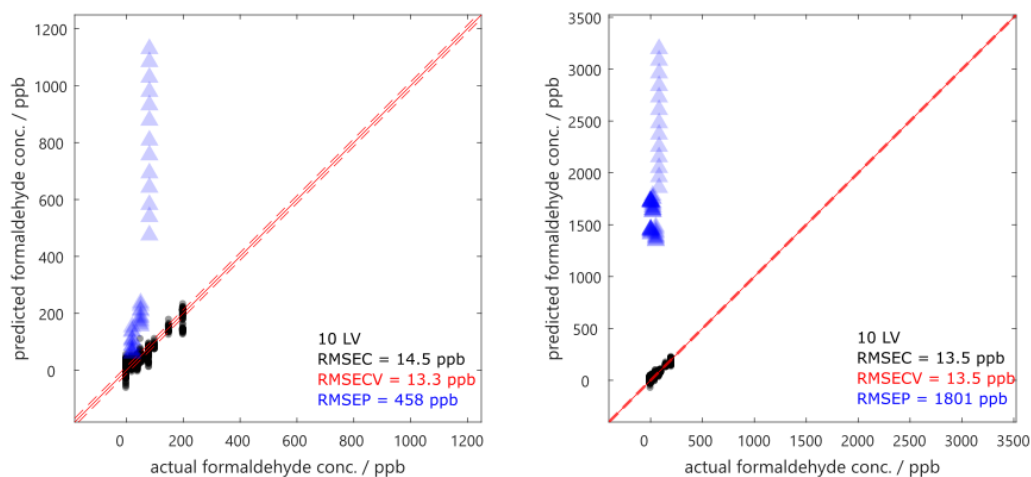 1200
1000
800
600
400
200
0
predicted formaldehyde conc. / ppb
10 LV
RMSEC = 14.5 ppb
RMSECV = 13.3 ppb
RMSEP = 458 ppb
0 200 400 600 800 1000 1200
actual formaldehyde conc. / ppb
3500
3000
2500
2000
1500
1000
500
0
predicted formaldehyde conc. / ppb
10 LV
RMSEC = 13.5 ppb
RMSECV = 13.5 ppb
RMSEP = 1801 ppb
0 500 1000 1500 2000 2500 3000 3500
actual formaldehyde conc. / ppb